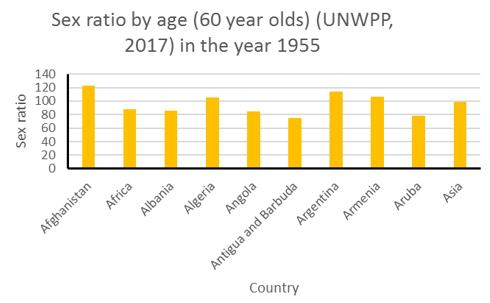 Sex ratio by age (60 year olds) (UNWPP,
2017) in the year 1955
Sex ratio
140
120
100
80
60
40
20
0
Afghanistan
Africa
Albania
Algeria
Angola
Antigua and Barbuda
Argentina
Armenia
Aruba
Asia
Country